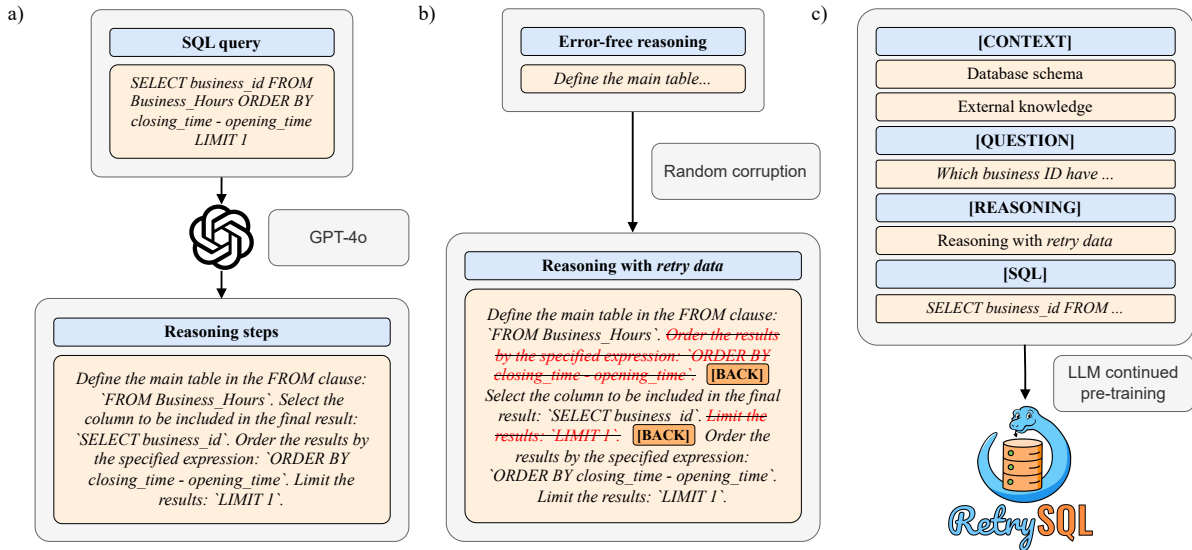 a)
SQL query
SELECT business_id FROM
Business_Hours ORDER BY
closing_time - opening_time
LIMIT 1
GPT-4o
Reasoning steps
Define the main table in the FROM clause:
`FROM Business_Hours`. Select the
column to be included in the final result:
`SELECT business_id`. Order the results by
the specified expression: `ORDER BY
closing_time - opening_time`. Limit the
results: `LIMIT 1`.
b)
Error-free reasoning
Define the main table...
Random corruption
Reasoning with retry data
Define the main table in the FROM clause:
`FROM Business_Hours`. Order the results
by the specified expression: `ORDER BY
closing_time - opening_time`. [BACK]
Select the column to be included in the final
result: `SELECT business_id`. Limit the
results: `LIMIT 1`. [BACK] Order the
results by the specified expression:
`ORDER BY closing_time - opening_time`.
Limit the results: `LIMIT 1`.
c)
[CONTEXT]
Database schema
External knowledge
[QUESTION]
Which business ID have ...
[REASONING]
Reasoning with retry data
[SQL]
SELECT business_id FROM ...
LLM continued
pre-training
RetrySQL